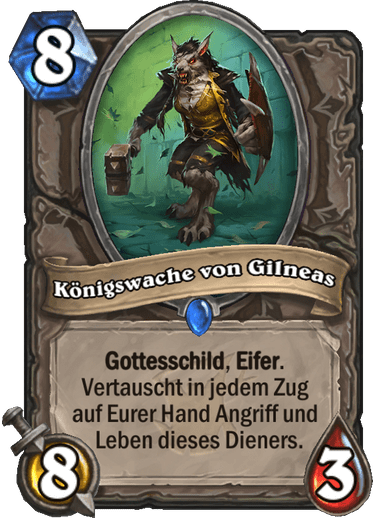 8
Königswache von Gilneas
Gottesschild, Eifer.
Vertauscht in jedem Zug
auf Eurer Hand Angriff und
Leben dieses Dieners.
8
3